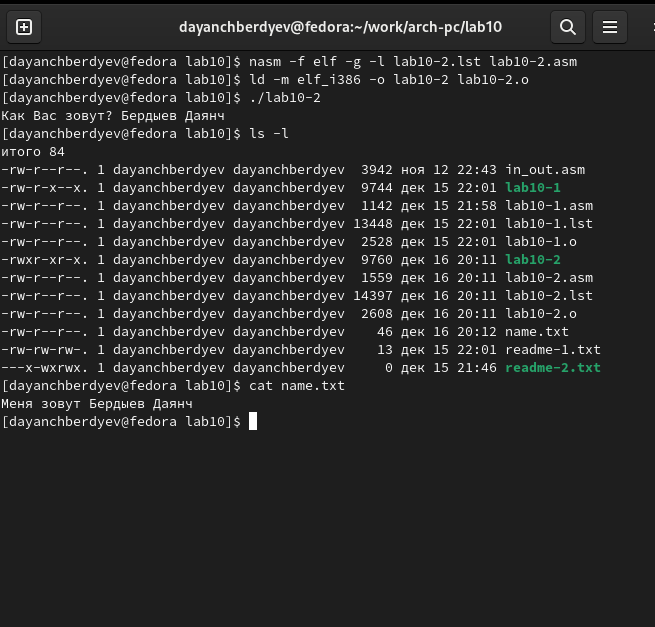 dayanchberdyev@fedora:~/work/arch-pc/lab10
[dayanchberdyev@fedora lab10]$ nasm -f elf -g -l lab10-2.lst lab10-2.asm
[dayanchberdyev@fedora lab10]$ ld -m elf_i386 -o lab10-2 lab10-2.o
[dayanchberdyev@fedora lab10]$ ./lab10-2
Как Вас зовут? Бердыев Даянч
[dayanchberdyev@fedora lab10]$ ls -l
итого 84
-rw-r--r--. 1 dayanchberdyev dayanchberdyev  3942 ноя 12 22:43 in_out.asm
-rw-r-x--x. 1 dayanchberdyev dayanchberdyev  9744 дек 15 22:01 lab10-1
-rw-r--r--. 1 dayanchberdyev dayanchberdyev  1142 дек 15 21:58 lab10-1.asm
-rw-r--r--. 1 dayanchberdyev dayanchberdyev 13448 дек 15 22:01 lab10-1.lst
-rw-r--r--. 1 dayanchberdyev dayanchberdyev  2528 дек 15 22:01 lab10-1.o
-rwxr-xr-x. 1 dayanchberdyev dayanchberdyev  9760 дек 16 20:11 lab10-2
-rw-r--r--. 1 dayanchberdyev dayanchberdyev  1559 дек 16 20:11 lab10-2.asm
-rw-r--r--. 1 dayanchberdyev dayanchberdyev 14397 дек 16 20:11 lab10-2.lst
-rw-r--r--. 1 dayanchberdyev dayanchberdyev  2608 дек 16 20:11 lab10-2.o
-rw-r--r--. 1 dayanchberdyev dayanchberdyev    46 дек 16 20:12 name.txt
-rw-rw-rw-. 1 dayanchberdyev dayanchberdyev    13 дек 15 22:01 readme-1.txt
---x-wxrwx. 1 dayanchberdyev dayanchberdyev     0 дек 15 21:46 readme-2.txt
[dayanchberdyev@fedora lab10]$ cat name.txt
Меня зовут Бердыев Даянч
[dayanchberdyev@fedora lab10]$